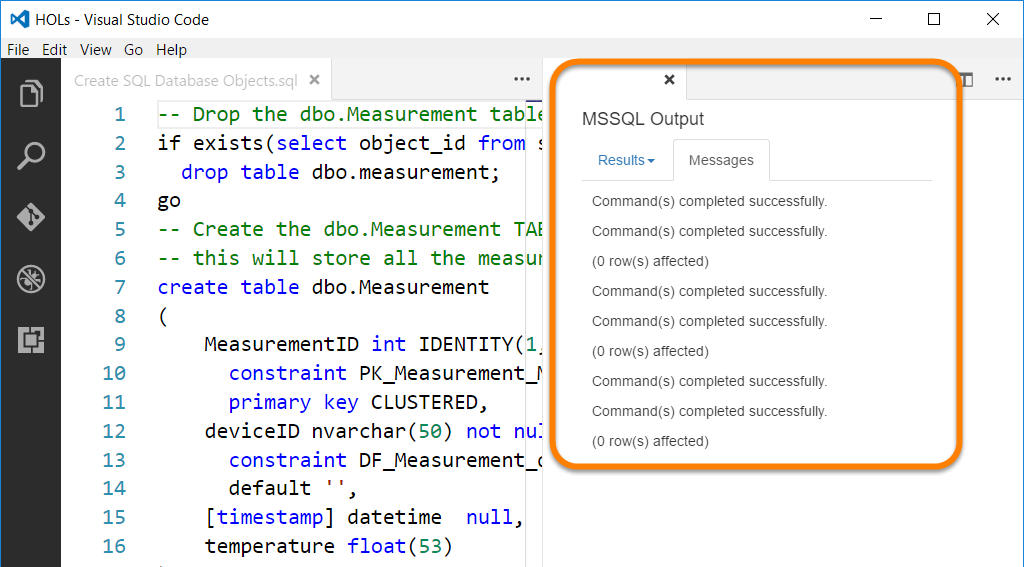 HOLs - Visual Studio Code
File Edit View Go Help
Create SQL Database Objects.sql
1 -- Drop the dbo.Measurement table
2 if exists(select object_id from s
3 drop table dbo.measurement;
4 go
5 -- Create the dbo.Measurement TAB
6 -- this will store all the measur
7 create table dbo.Measurement
8 (
9 MeasurementID int IDENTITY(1,
10 constraint PK_Measurement_M
11 primary key CLUSTERED,
12 deviceID nvarchar(50) not nul
13 constraint DF_Measurement_d
14 default '',
15 [timestamp] datetime null,
16 temperature float(53)
MSSQL Output
Results Messages
Command(s) completed successfully.
Command(s) completed successfully.
(0 row(s) affected)
Command(s) completed successfully.
Command(s) completed successfully.
(0 row(s) affected)
Command(s) completed successfully.
Command(s) completed successfully.
(0 row(s) affected)